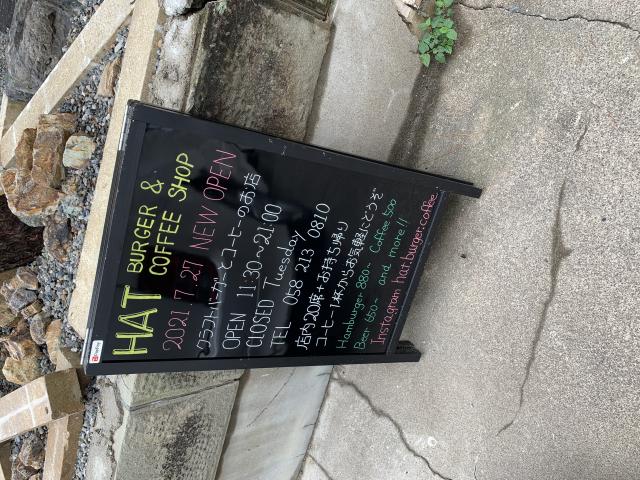 HAT BURGER &
COFFEE SHOP
2021 7.27 NEW OPEN
クラフトバーガーとコーヒーのお店
OPEN 11:30~21:00
CLOSED Tuesday
TEL 058 213 0810
店内20席+お持ち帰り
コーヒー1杯からお気軽にどうぞ
Hamburger 880~ Coffee 500
Beer 650~ and more!!
Instagram hat.burger.coffee